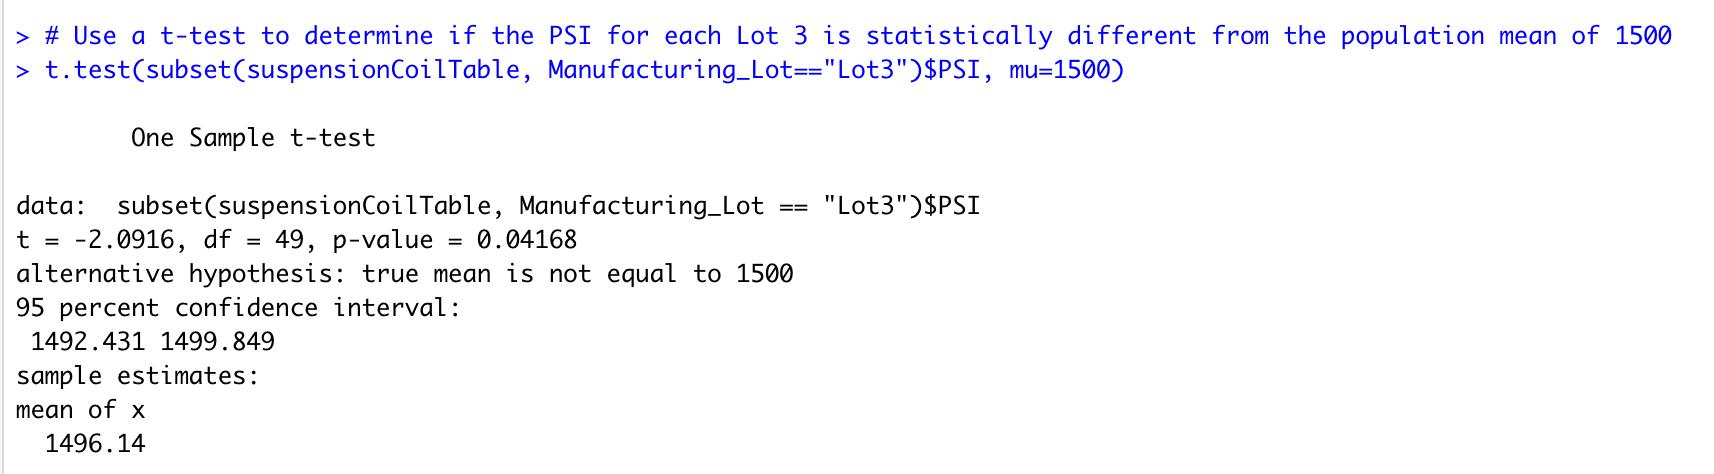 > # Use a t-test to determine if the PSI for each Lot 3 is statistically different from the population mean of 1500
> t.test(subset(suspensionCoilTable, Manufacturing_Lot=="Lot3")$PSI, mu=1500)
One Sample t-test
data:  subset(suspensionCoilTable, Manufacturing_Lot == "Lot3")$PSI
t = -2.0916, df = 49, p-value = 0.04168
alternative hypothesis: true mean is not equal to 1500
95 percent confidence interval:
1492.431 1499.849
sample estimates:
mean of x
1496.14